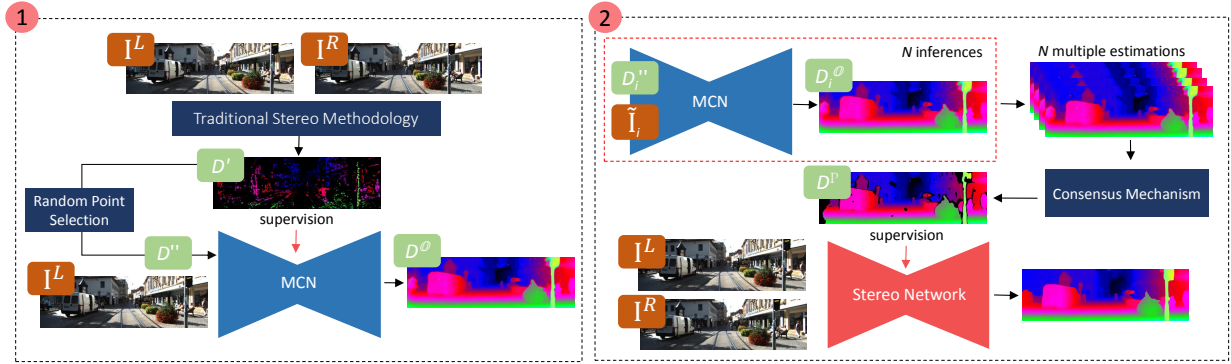 1
I^L
I^R
Traditional Stereo Methodology
D'
Random Point
Selection
supervision
D''
MCN
D^𝒪
I^L
2
N inferences
N multiple estimations
D_i''
MCN
D_i^𝒪
Ĩ_i
Consensus Mechanism
D^ℙ
supervision
I^L
Stereo Network
I^R